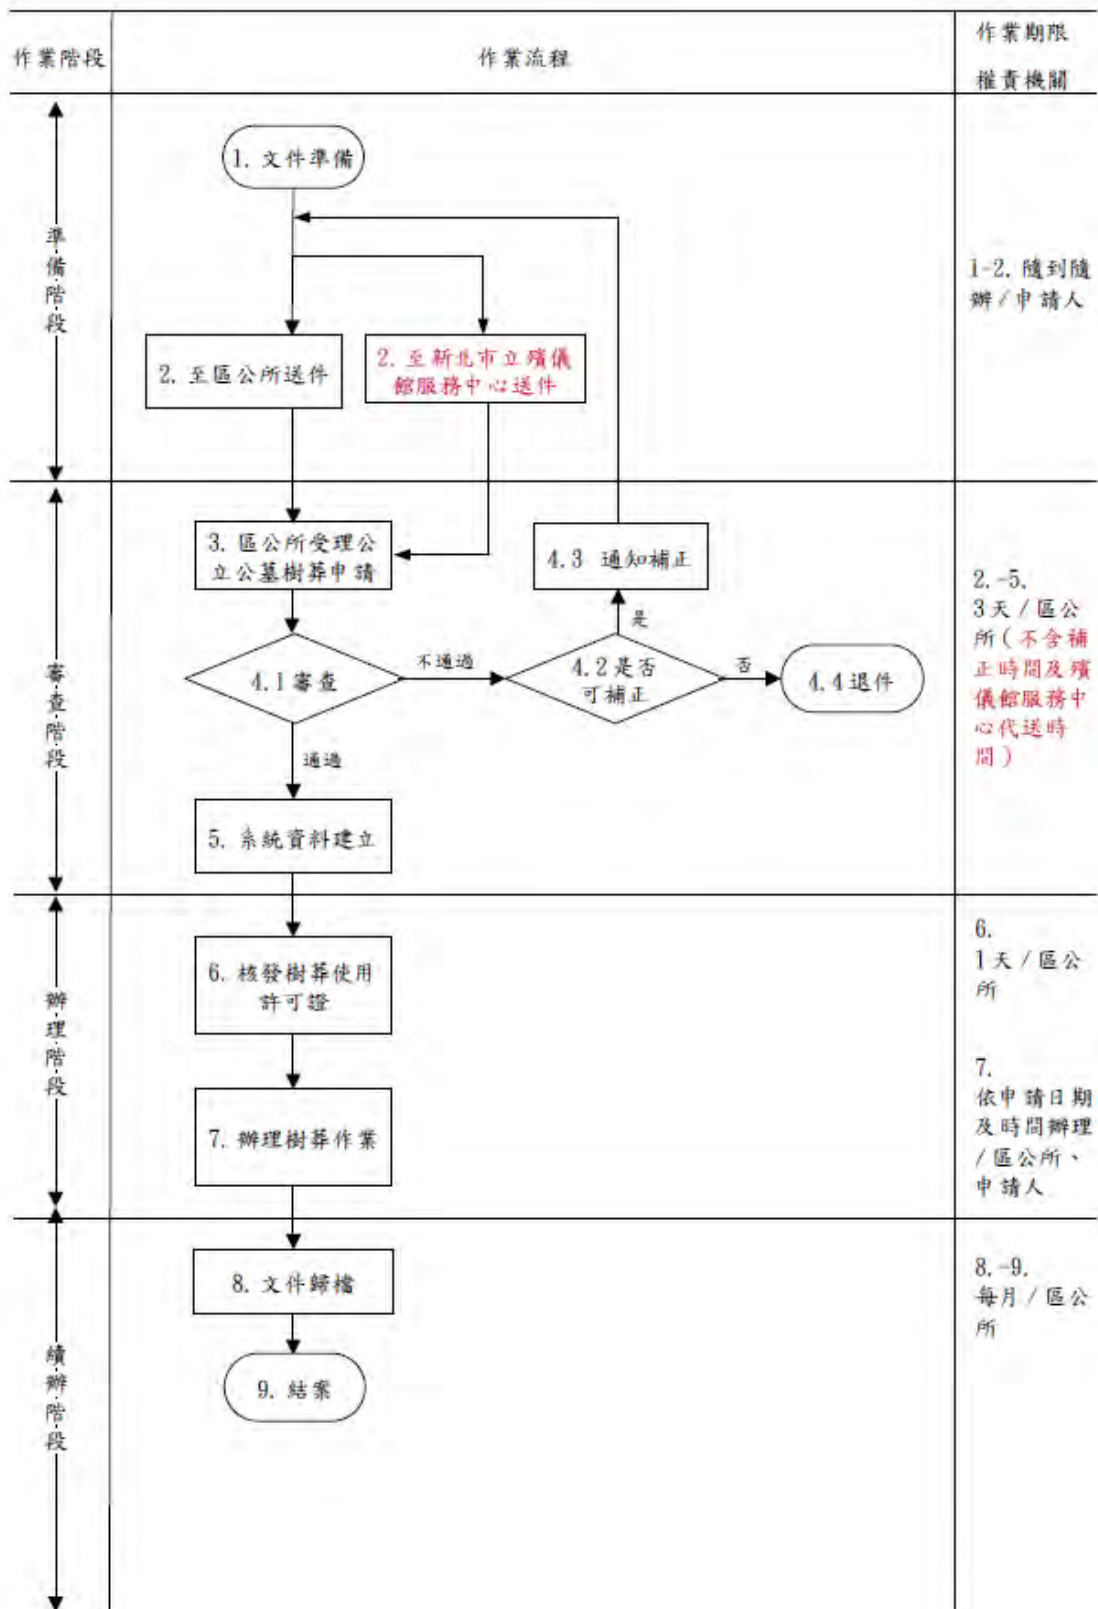 作業階段
作業流程
作業期限
權責機關
準備階段
1. 文件準備
2. 至區公所送件
2. 至新北市立殯儀
館服務中心送件
1-2. 隨到隨
辦/申請人
審查階段
3. 區公所受理公
立公墓樹葬申請
4.3 通知補正
是
4.1審查
不通過
4.2是否
可補正
否
4.4退件
通過
5. 系統資料建立
2.-5.
3天/區公
所(不含補
正時間及殯
儀館服務中
心代送時
間)
辦理階段
6. 核發樹葬使用
許可證
7. 辦理樹葬作業
6.
1天/區公
所
7.
依申請日期
及時間辦理
/區公所、
申請人
續辦階段
8. 文件歸檔
9. 結案
8.-9.
每月/區公
所